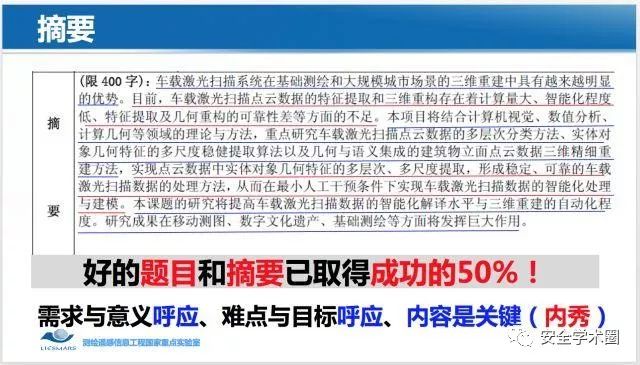 摘要
(限400字)：车载激光扫描系统在基础测绘和大规模城市场景的三维重建中具有越来越明显
的优势。目前，车载激光扫描点云数据的特征提取和三维重构存在着计算量大、智能化程度
低、特征提取及几何重构的可靠性差等方面的不足。本项目将结合计算机视觉、数值分析、
计算几何等领域的理论与方法，重点研究车载激光扫描点云数据的多层次分类方法、实体对
象几何特征的多尺度稳健提取算法以及几何与语义集成的建筑物立面点云数据三维精细重
建方法，实现点云数据中实体对象几何特征的多层次、多尺度提取，形成稳定、可靠的车载
激光扫描数据的处理方法，从而在最小人工干预条件下实现车载激光扫描数据的智能化处理
与建模。本课题的研究将提高车载激光扫描数据的智能化解译水平与三维重建的自动化程
度。研究成果在移动测图、数字文化遗产、基础测绘等方面将发挥巨大作用。
摘
要
好的题目和摘要已取得成功的50%！
需求与意义呼应、难点与目标呼应、内容是关键（内秀）
LIESMARS
测绘遥感信息工程国家重点实验室
安全学术圈